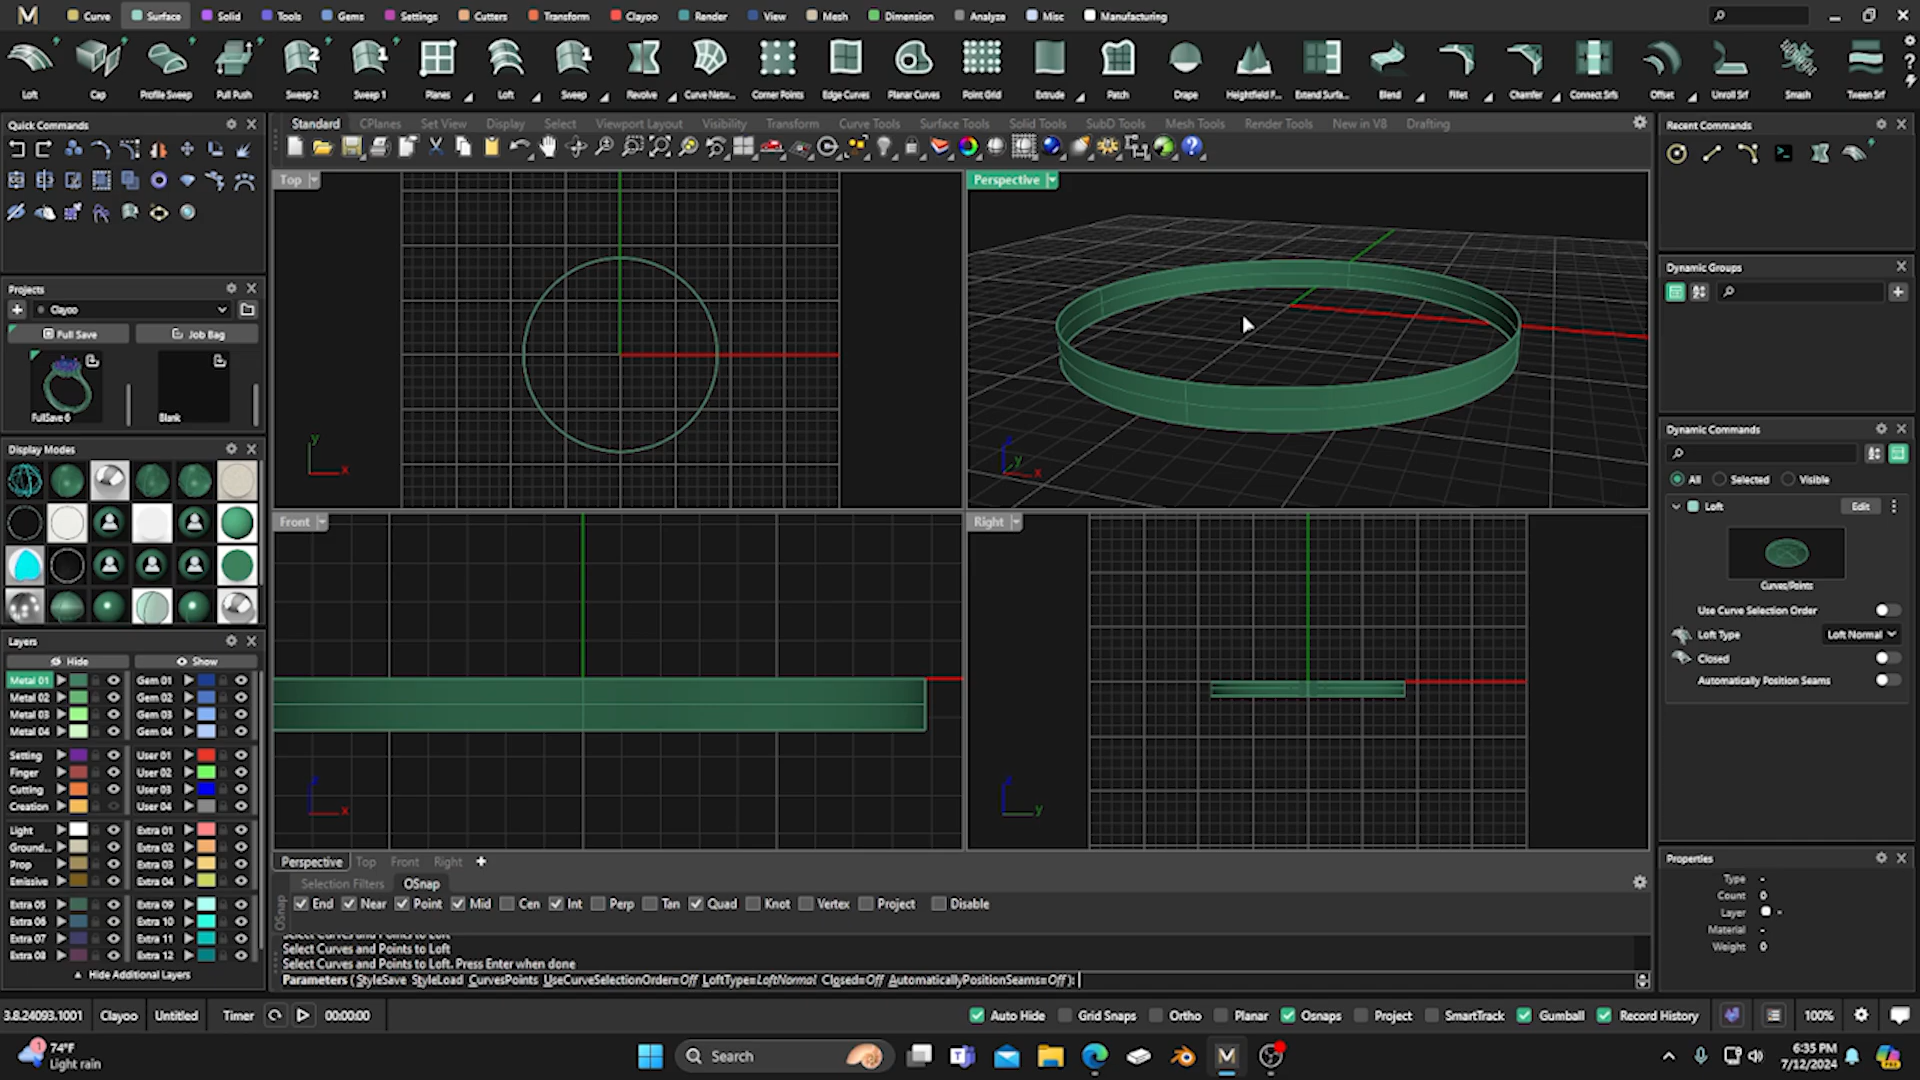 Curve Surface Solid Tools Gems Settings Cutters Transform Clayoo Render View Mesh Dimension Analyze Misc Manufacturing
Loft Cap Profile Sweep Pull Push Sweep 2 Sweep 1 Planes Loft Sweep Revolve Curve Netw... Corner Points Edge Curves Planar Curves Point Grid Extrude Patch Drape Heightfield F... Extend Surfa... Blend Fillet Chamfer Connect Srfs Offset Unroll Srf Smash Tween Srf
Quick Commands
Standard CPlanes Set View Display Select Viewport Layout Visibility Transform Curve Tools Surface Tools Solid Tools SubD Tools Mesh Tools Render Tools New in V8 Drafting
Recent Commands
Top
Perspective
Dynamic Groups
Projects
Clayoo
Full Save Job Bag
FullSave 6 Blank
Dynamic Commands
Display Modes
All Selected Visible
Loft Edit
Curves/Points
Use Curve Selection Order
Loft Type Loft Normal
Closed
Automatically Position Seams
Front
Right
y
x
y
x
x
y
Layers
Hide Show
Metal 01 Gem 01
Metal 02 Gem 02
Metal 03 Gem 03
Metal 04 Gem 04
Setting User 01
Finger User 02
Cutting User 03
Creation User 04
Light Extra 01
Ground... Extra 02
Prop Extra 03
Emissive Extra 04
Extra 05 Extra 09
Extra 06 Extra 10
Extra 07 Extra 11
Extra 08 Extra 12
Hide Additional Layers
Perspective Top Front Right
Selection Filters OSnap
OSnap
End Near Point Mid Cen Int Perp Tan Quad Knot Vertex Project Disable
Select Curves and Points to Loft
Select Curves and Points to Loft
Select Curves and Points to Loft. Press Enter when done
Parameters ( StyleSave StyleLoad CurvesPoints UseCurveSelectionOrder=Off LoftType=LoftNormal Closed=Off AutomaticallyPositionSeams=Off ):
Properties
Type -
Count 0
Layer -
Material -
Weight 0
3.8.24093.1001 Clayoo Untitled Timer 00:00:00 Auto Hide Grid Snaps Ortho Planar Osnaps Project SmartTrack Gumball Record History 100%
74°F
Light rain
Search
6:35 PM
7/12/2024